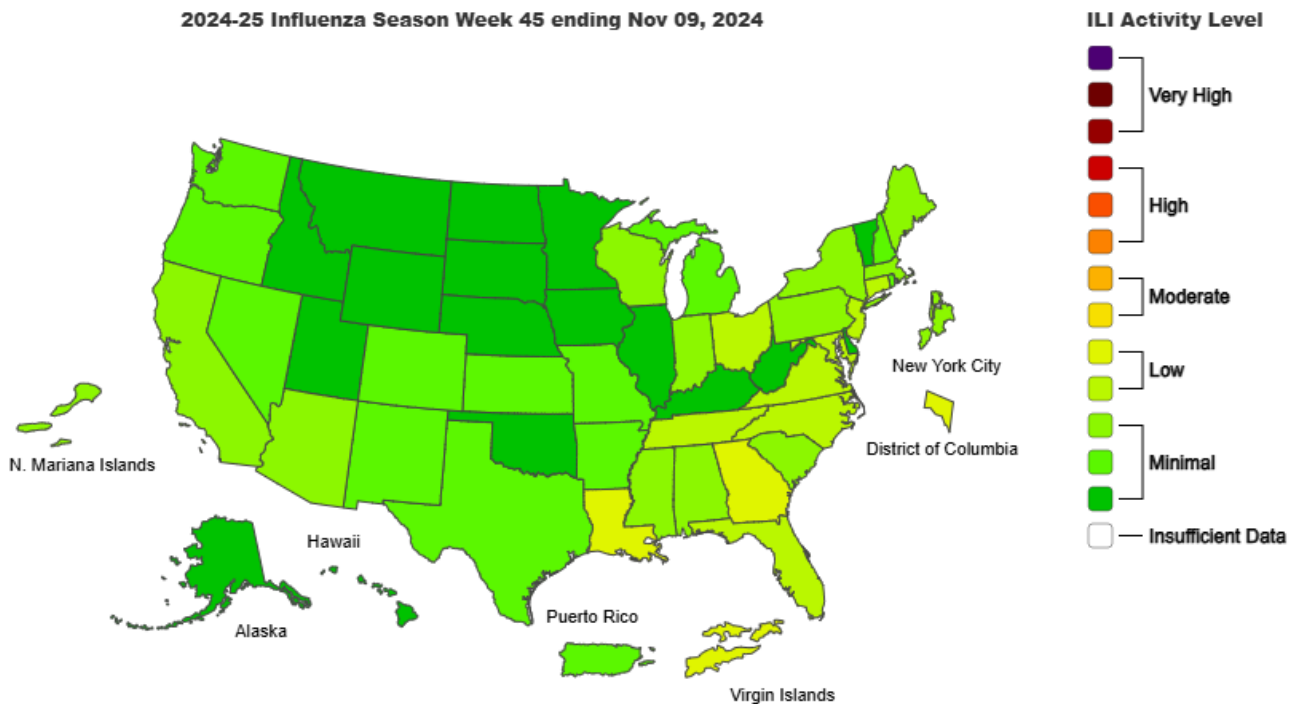 2024-25 Influenza Season Week 45 ending Nov 09, 2024
ILI Activity Level
Very High
High
Moderate
Low
Minimal
Insufficient Data
New York City
District of Columbia
N. Mariana Islands
Hawaii
Alaska
Puerto Rico
Virgin Islands